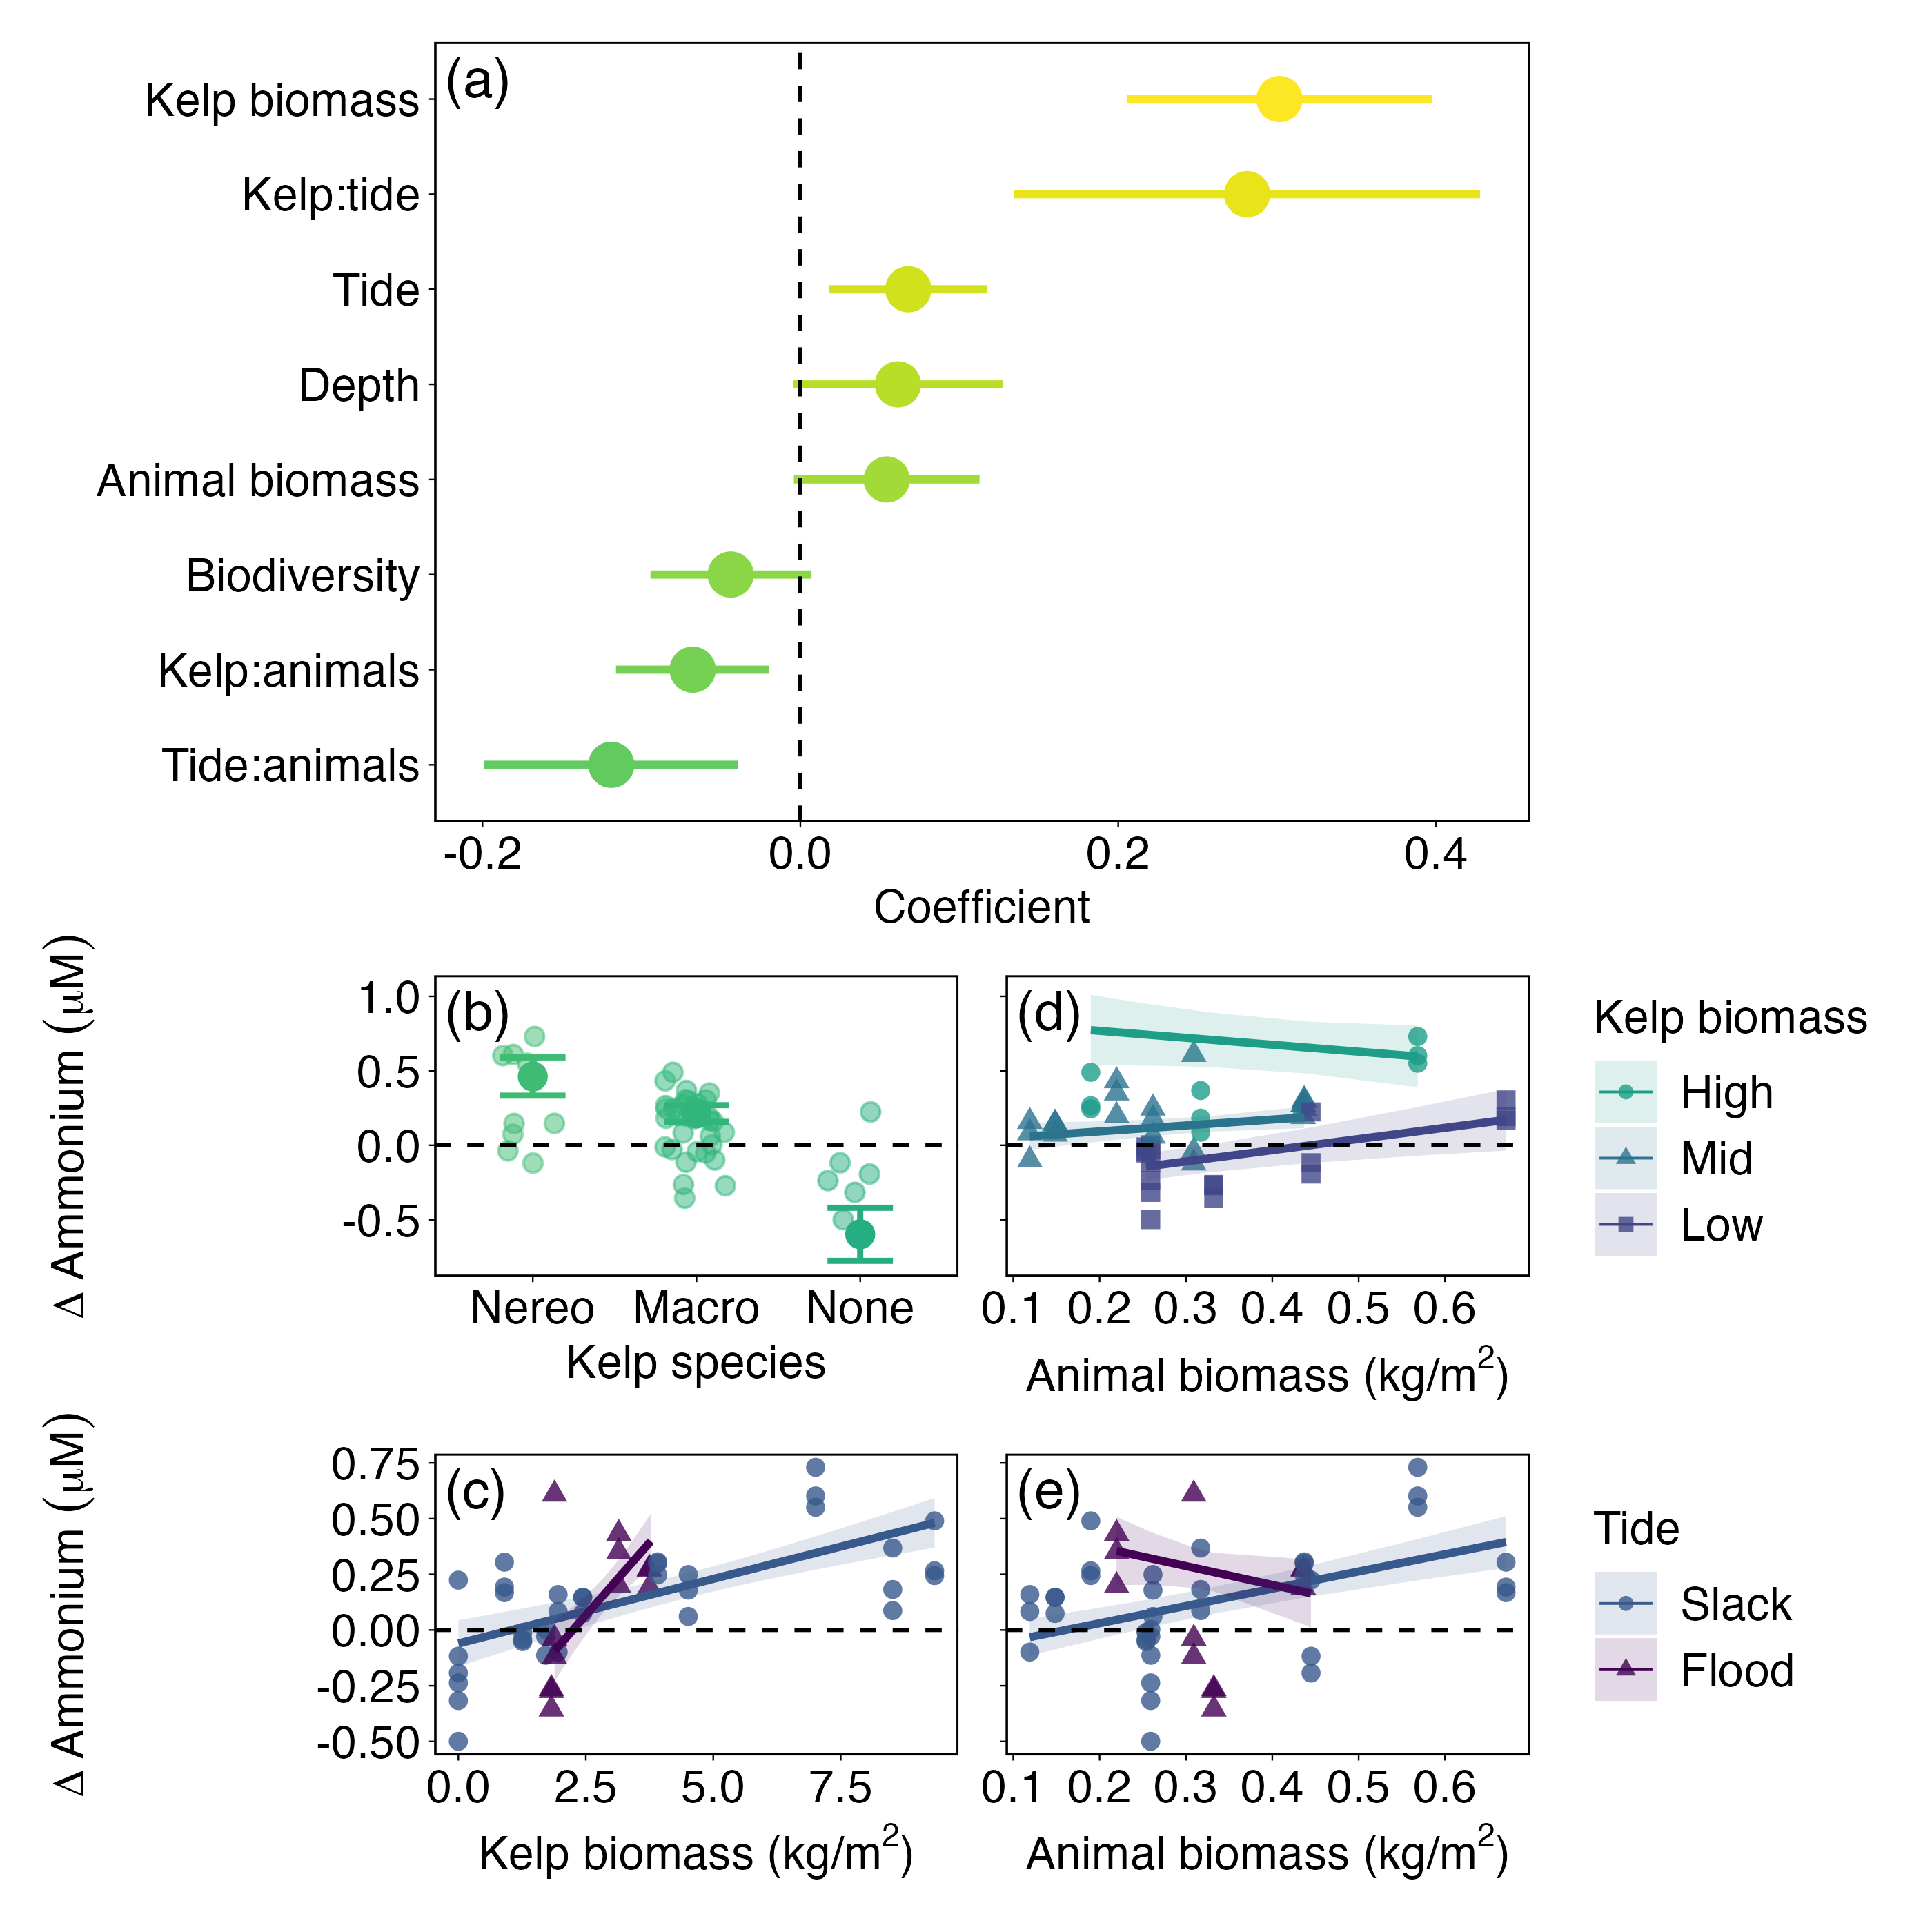 (a)
Kelp biomass
Kelp:tide
Tide
Depth
Animal biomass
Biodiversity
Kelp:animals
Tide:animals
-0.2 0.0 0.2 0.4
Coefficient
Δ Ammonium (μM)
(b)
1.0
0.5
0.0
-0.5
Nereo Macro None
Kelp species
(d)
0.1 0.2 0.3 0.4 0.5 0.6
Animal biomass (kg/m²)
Kelp biomass
High
Mid
Low
Δ Ammonium (μM)
(c)
0.75
0.50
0.25
0.00
-0.25
-0.50
0.0 2.5 5.0 7.5
Kelp biomass (kg/m²)
(e)
0.1 0.2 0.3 0.4 0.5 0.6
Animal biomass (kg/m²)
Tide
Slack
Flood